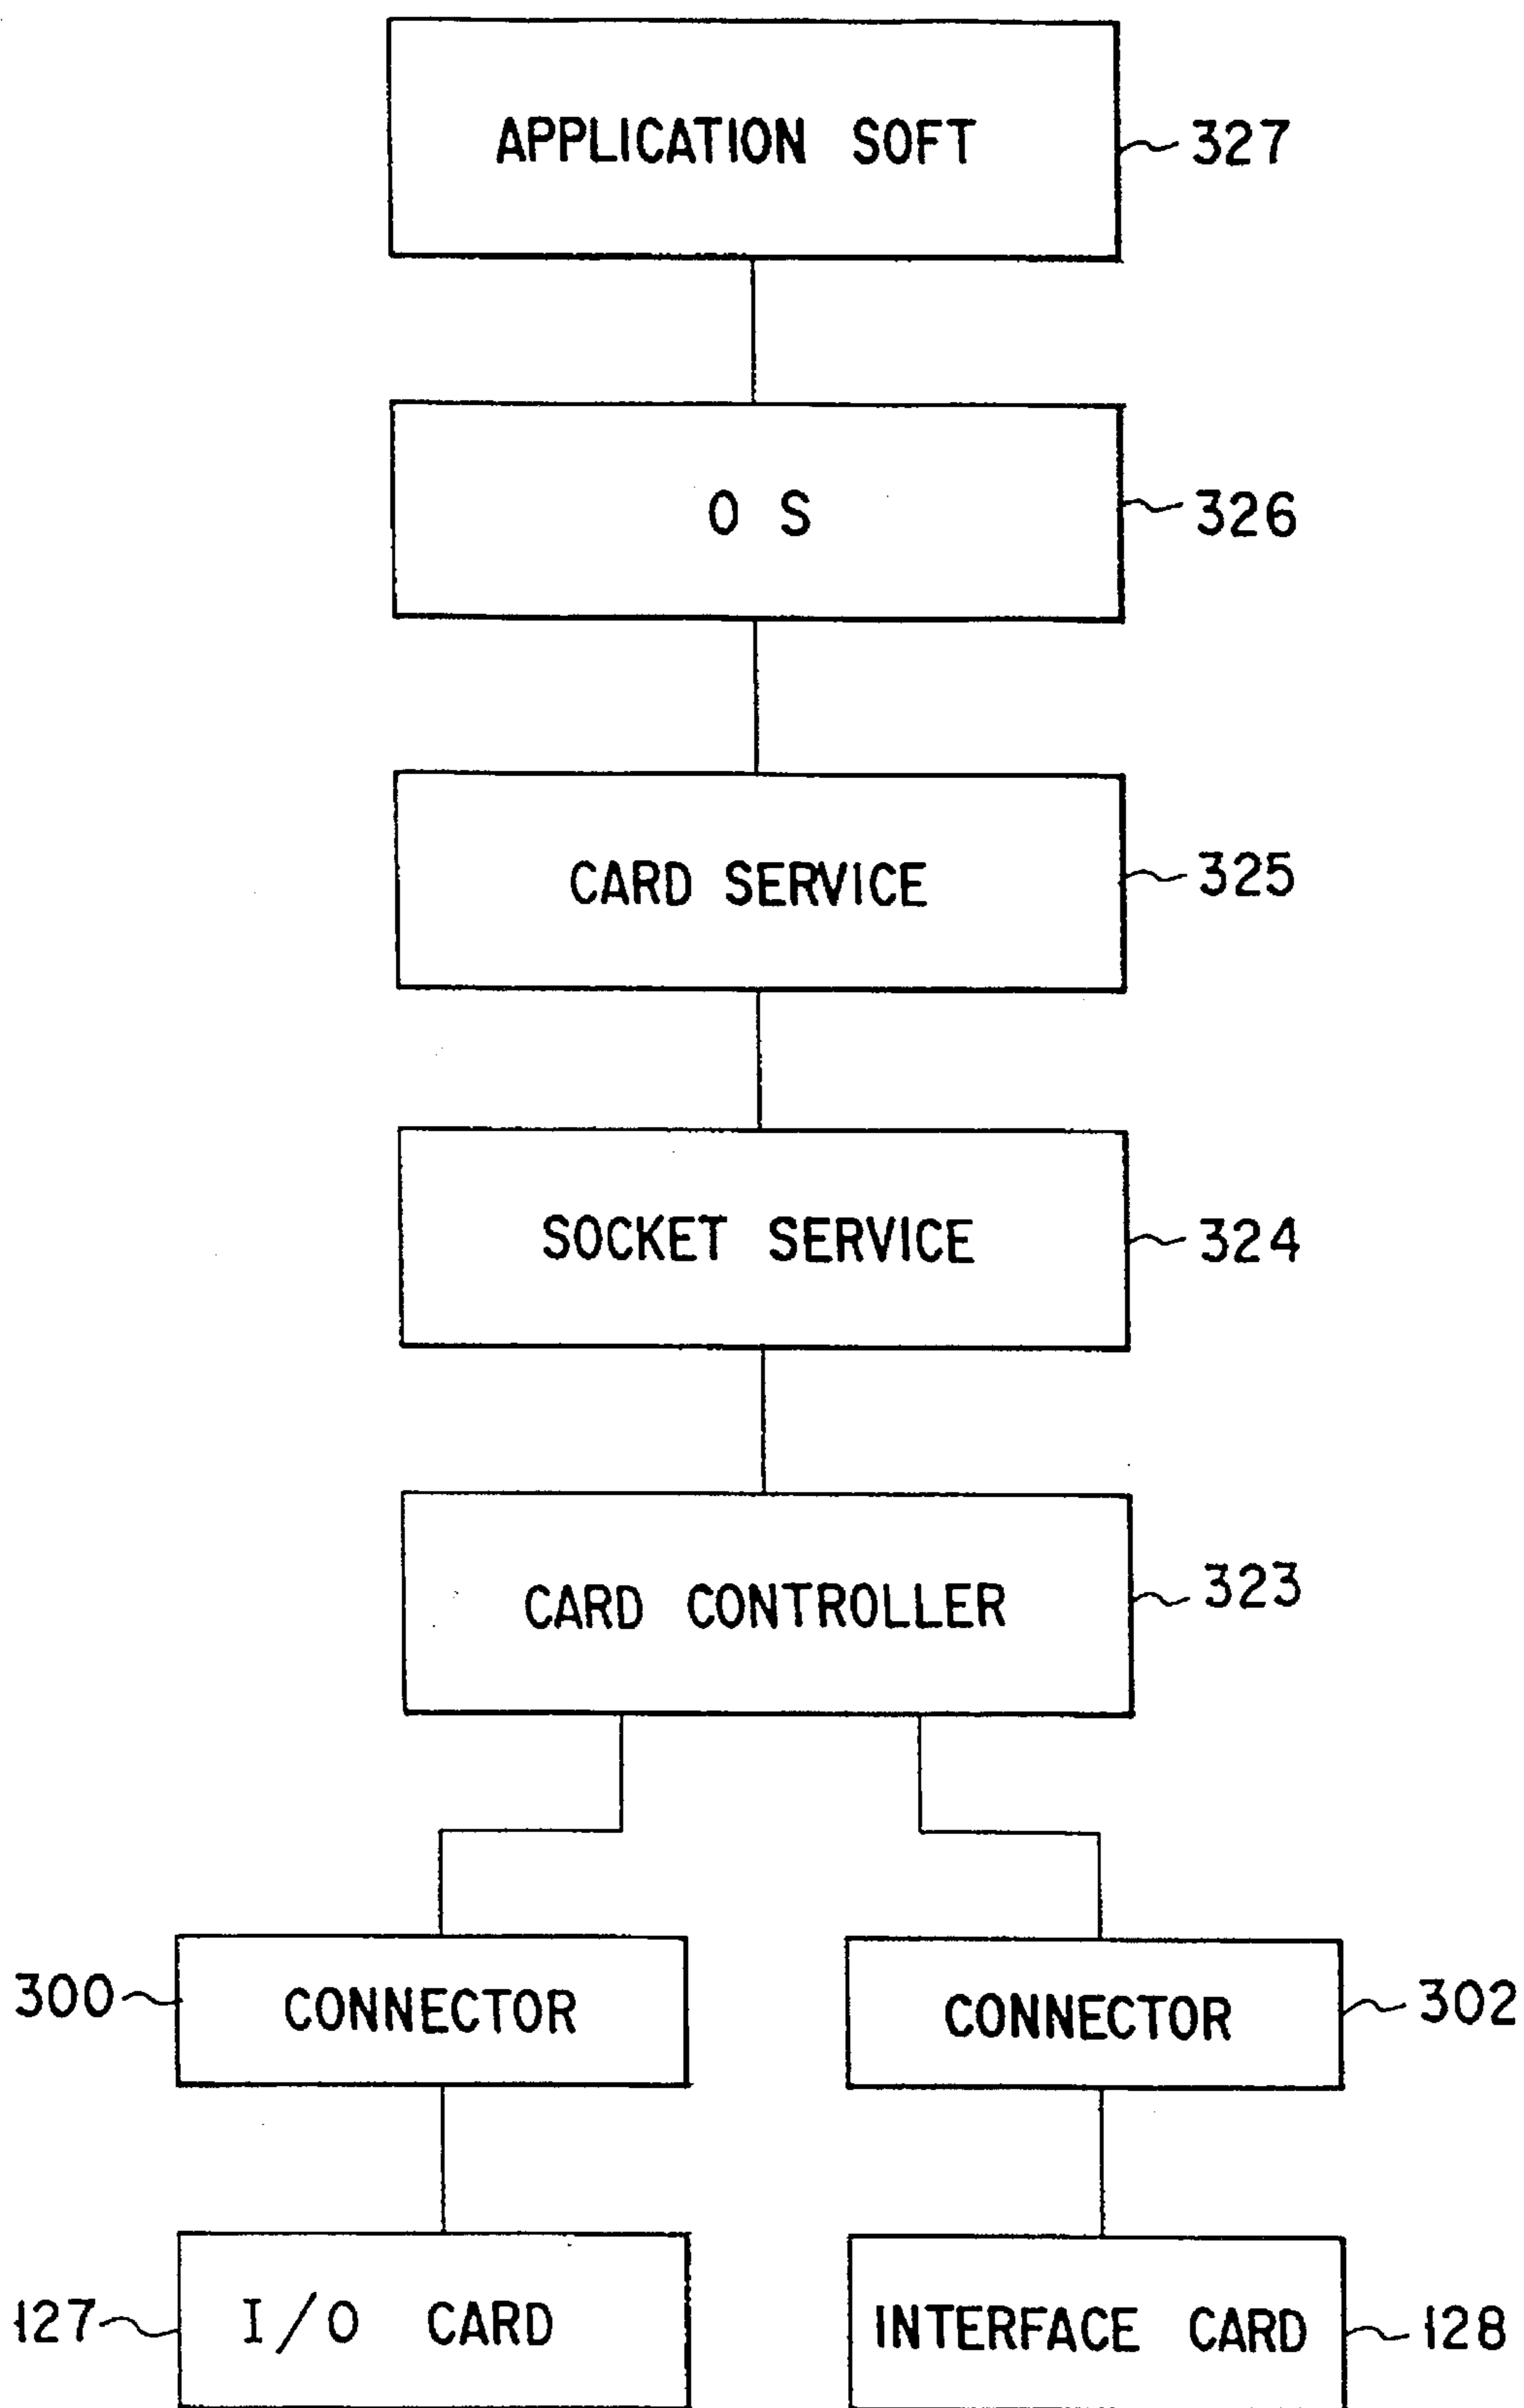 APPLICATION SOFT 327
O S 326
CARD SERVICE 325
SOCKET SERVICE 324
CARD CONTROLLER 323
300 CONNECTOR
CONNECTOR 302
127 I/O CARD
INTERFACE CARD 128